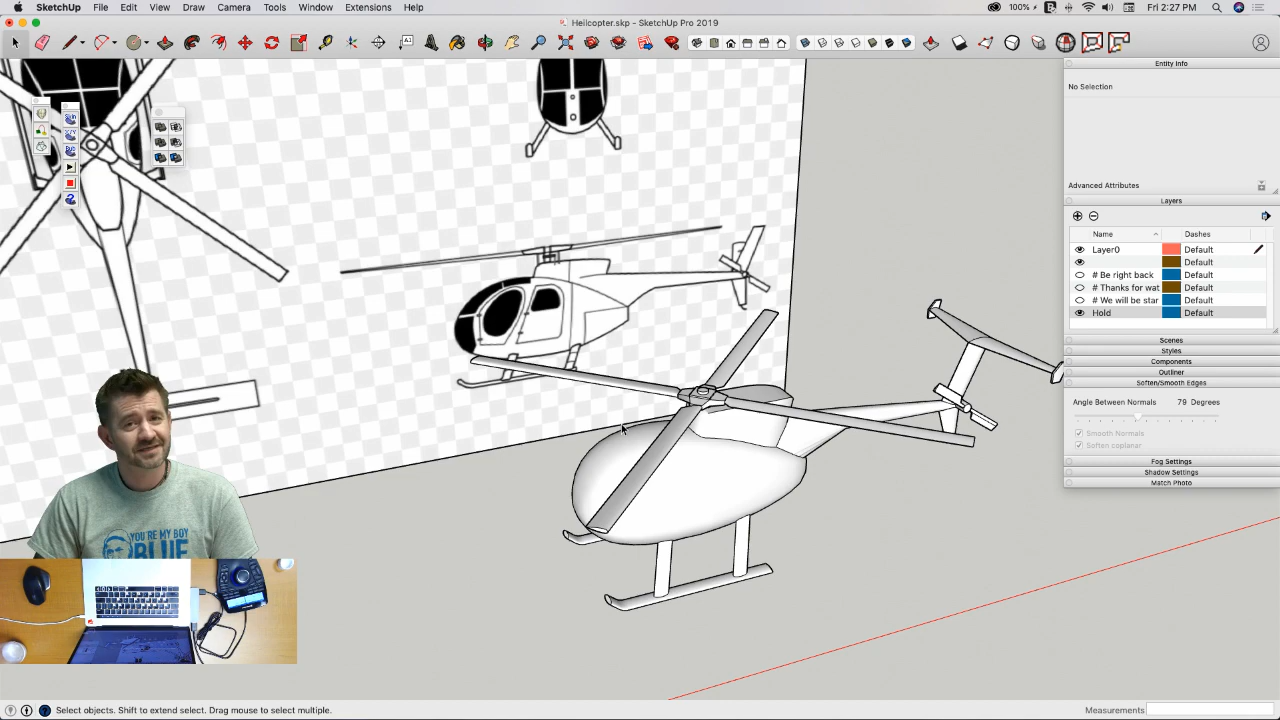 SketchUp File Edit View Draw Camera Tools Window Extensions Help
100% Fri 2:27 PM
Heilcopter.skp - SketchUp Pro 2019
Entity Info
No Selection
Advanced Attributes
Layers
Name Dashes
Layer0 Default
Default
# Be right back Default
# Thanks for wat Default
# We will be star Default
Hold Default
Scenes
Styles
Components
Outliner
Soften/Smooth Edges
Angle Between Normals 79 Degrees
Smooth Normals
Soften coplanar
Fog Settings
Shadow Settings
Match Photo
YOU'RE MY BOY
BLUE
Select objects. Shift to extend select. Drag mouse to select multiple.
Measurements